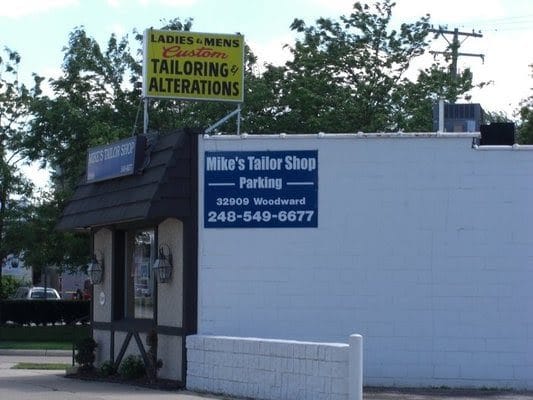 LADIES & MENS
Custom
TAILORING &
ALTERATIONS
MIKE'S TAILOR SHOP
Mike's Tailor Shop
Parking
32909 Woodward
248-549-6677